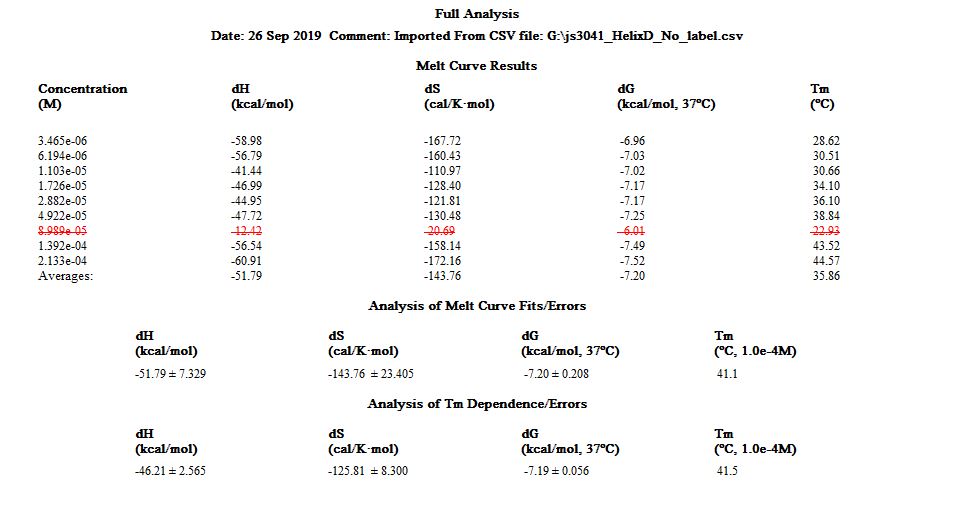 Full Analysis
Date: 26 Sep 2019 Comment: Imported From CSV file: G:\js3041_HelixD_No_label.csv
Melt Curve Results
Concentration dH dS dG Tm
(M) (kcal/mol) (cal/K·mol) (kcal/mol, 37ºC) (ºC)
3.465e-06 -58.98 -167.72 -6.96 28.62
6.194e-06 -56.79 -160.43 -7.03 30.51
1.103e-05 -41.44 -110.97 -7.02 30.66
1.726e-05 -46.99 -128.40 -7.17 34.10
2.882e-05 -44.95 -121.81 -7.17 36.10
4.922e-05 -47.72 -130.48 -7.25 38.84
8.989e-05 -12.42 -20.69 -6.01 -22.93
1.392e-04 -56.54 -158.14 -7.49 43.52
2.133e-04 -60.91 -172.16 -7.52 44.57
Averages: -51.79 -143.76 -7.20 35.86
Analysis of Melt Curve Fits/Errors
dH dS dG Tm
(kcal/mol) (cal/K·mol) (kcal/mol, 37ºC) (ºC, 1.0e-4M)
-51.79 ± 7.329 -143.76 ± 23.405 -7.20 ± 0.208 41.1
Analysis of Tm Dependence/Errors
dH dS dG Tm
(kcal/mol) (cal/K·mol) (kcal/mol, 37ºC) (ºC, 1.0e-4M)
-46.21 ± 2.565 -125.81 ± 8.300 -7.19 ± 0.056 41.5